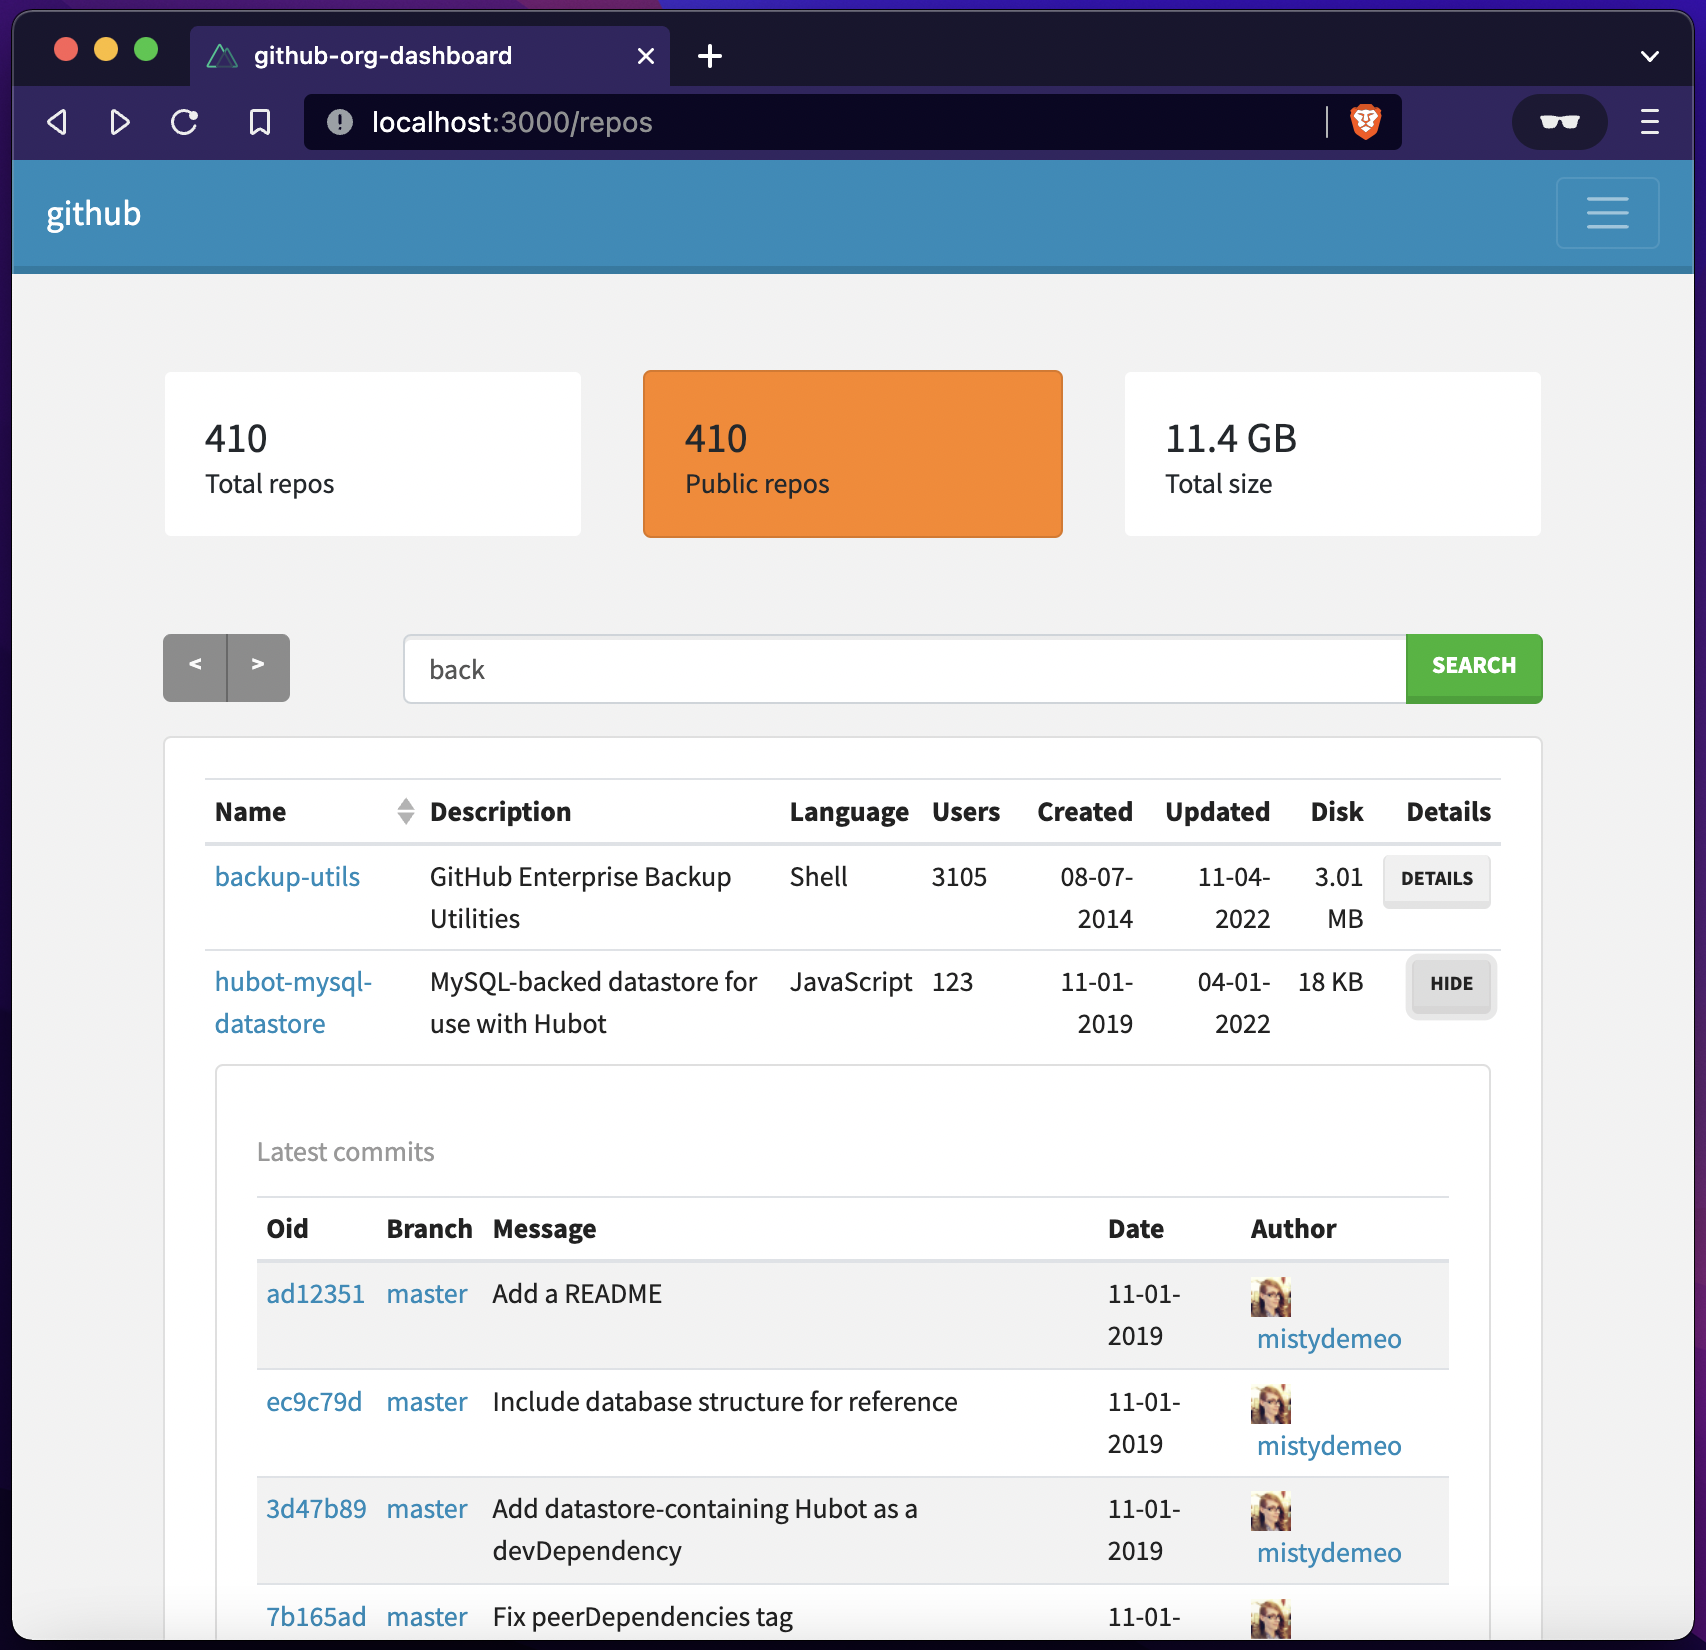 github-org-dashboard
localhost:3000/repos
github
410
Total repos
410
Public repos
11.4 GB
Total size
<
>
back
SEARCH
Name Description Language Users Created Updated Disk Details
backup-utils GitHub Enterprise Backup Shell 3105 08-07- 11-04- 3.01 DETAILS
Utilities 2014 2022 MB
hubot-mysql- MySQL-backed datastore for JavaScript 123 11-01- 04-01- 18 KB HIDE
datastore use with Hubot 2019 2022
Latest commits
Oid Branch Message Date Author
ad12351 master Add a README 11-01-
2019 mistydemeo
ec9c79d master Include database structure for reference 11-01-
2019 mistydemeo
3d47b89 master Add datastore-containing Hubot as a 11-01-
devDependency 2019 mistydemeo
7b165ad master Fix peerDependencies tag 11-01-